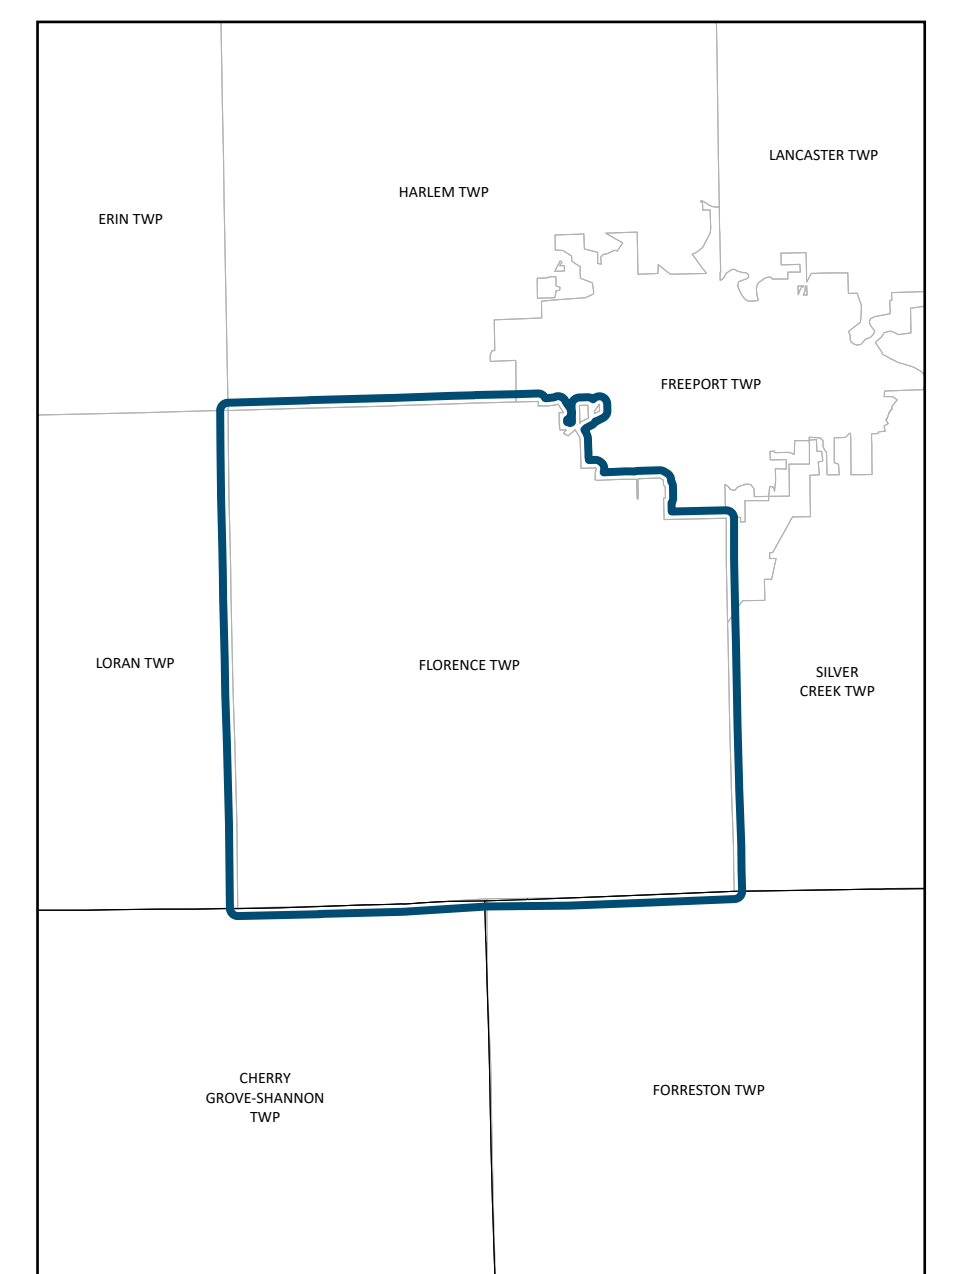 LANCASTER TWP
HARLEM TWP
ERIN TWP
FREEPORT TWP
LORAN TWP
FLORENCE TWP
SILVER
CREEK TWP
CHERRY
GROVE-SHANNON
TWP
FORRESTON TWP